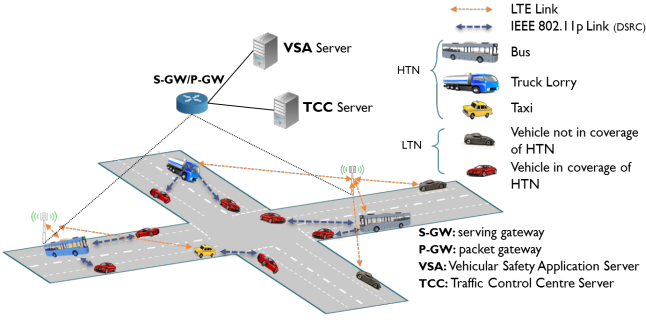 LTE Link
IEEE 802.11p Link (DSRC)
HTN
Bus
Truck Lorry
Taxi
LTN
Vehicle not in coverage
of HTN
Vehicle in coverage of
HTN
VSA Server
S-GW/P-GW
TCC Server
S-GW: serving gateway
P-GW: packet gateway
VSA: Vehicular Safety Application Server
TCC: Traffic Control Centre Server